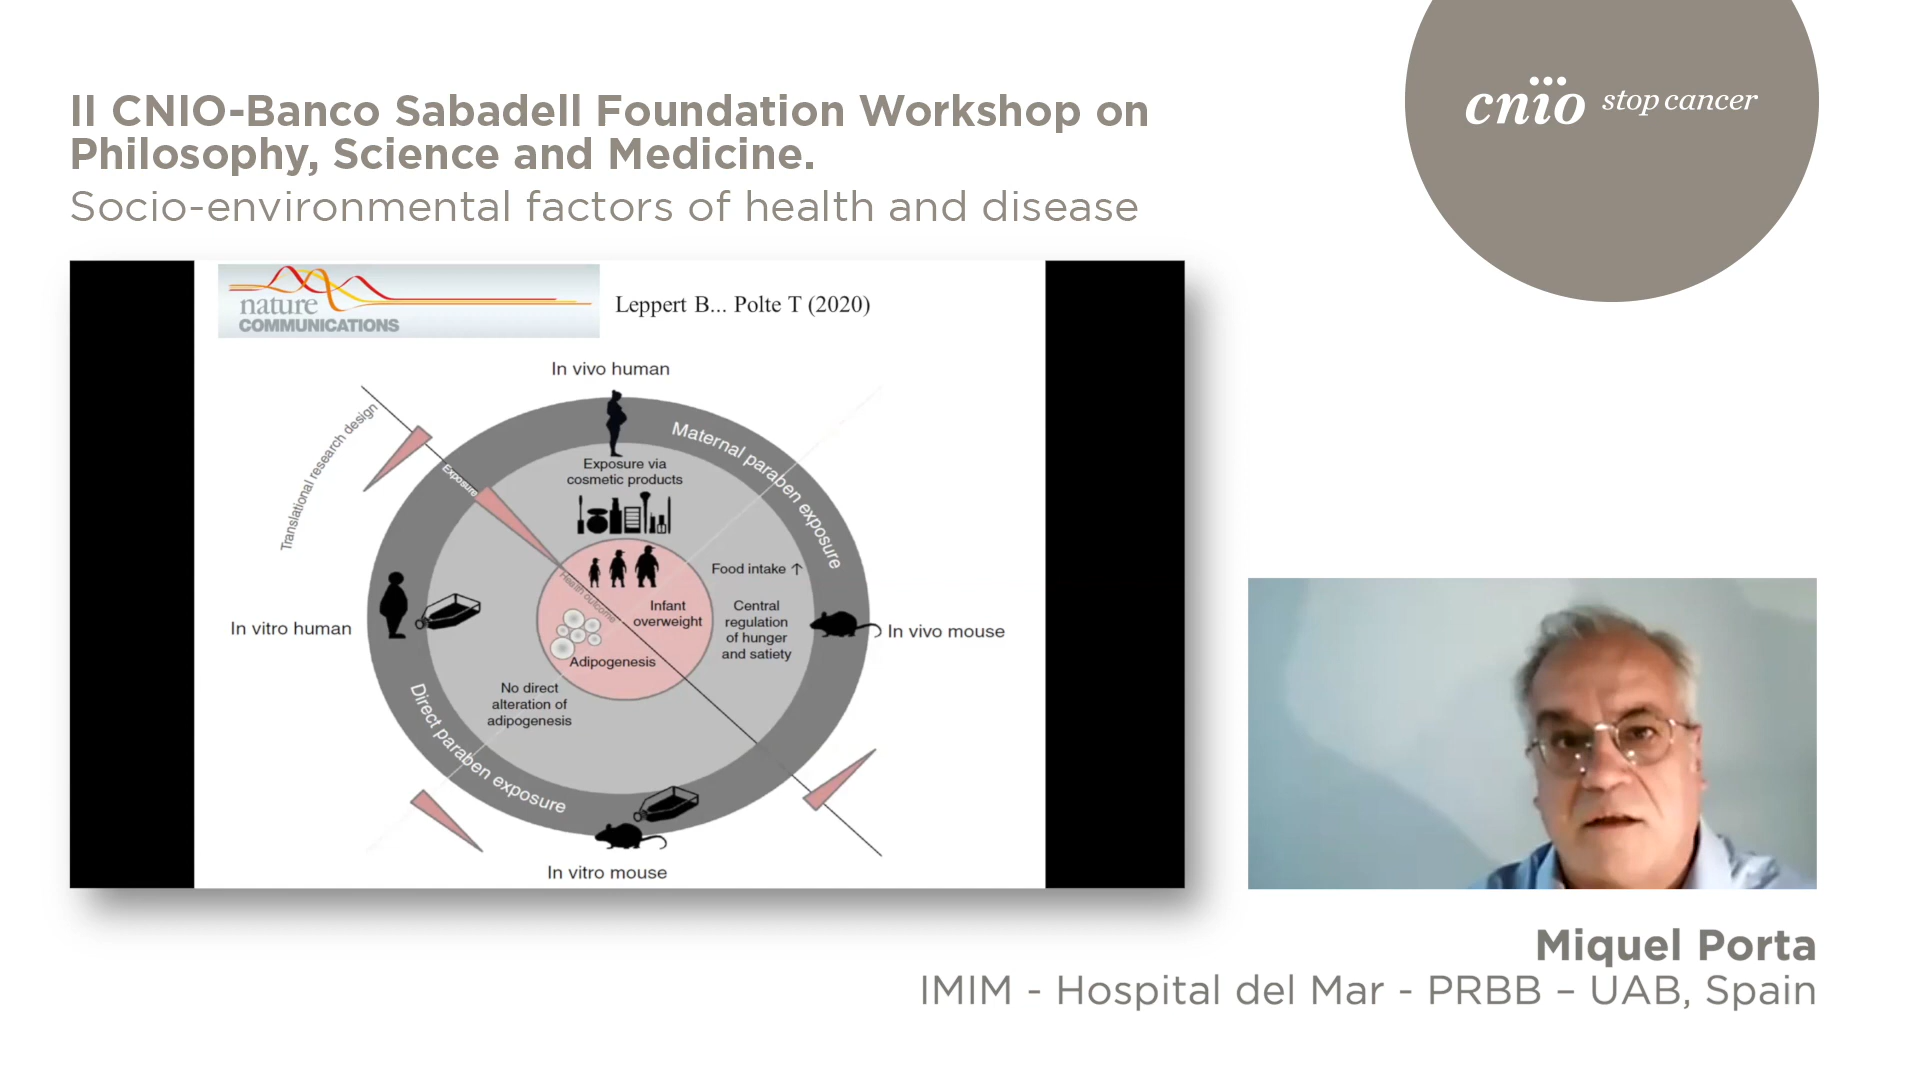 II CNIO-Banco Sabadell Foundation Workshop on
Philosophy, Science and Medicine.
Socio-environmental factors of health and disease
cnio stop cancer
nature
COMMUNICATIONS
Leppert B... Polte T (2020)
In vivo human
Translational research design
Exposure
Maternal paraben exposure
Exposure via
cosmetic products
Food intake ↑
Health outcome
Infant
overweight
Central
regulation
of hunger
and satiety
In vitro human
In vivo mouse
Adipogenesis
No direct
alteration of
adipogenesis
Direct paraben exposure
In vitro mouse
Miquel Porta
IMIM - Hospital del Mar - PRBB – UAB, Spain